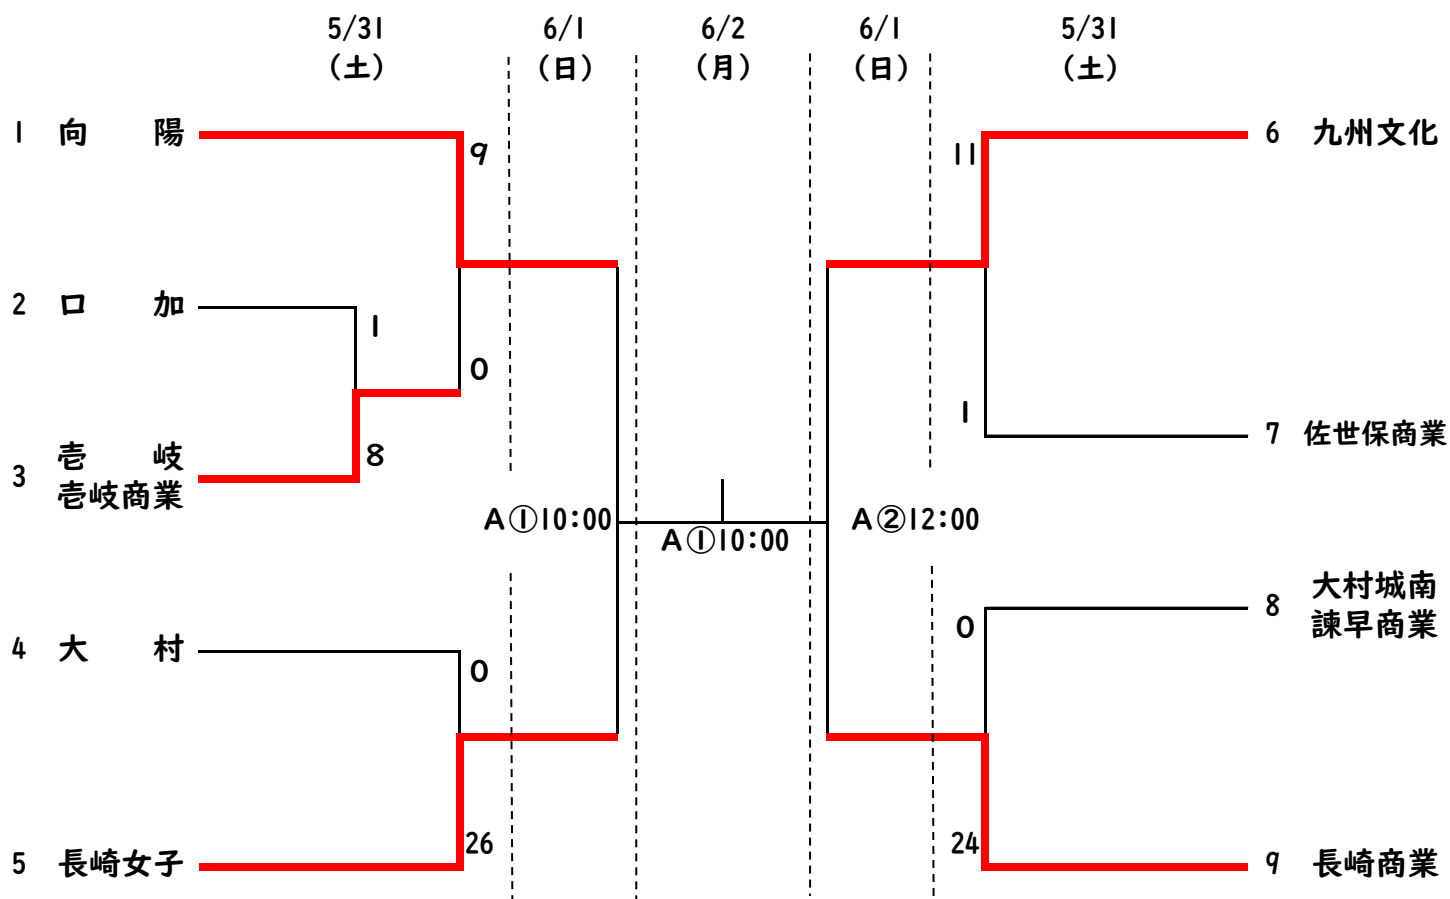 5/31 6/1 6/2 6/1 5/31
(土) (日) (月) (日) (土)
1 向 陽
9
11
6 九州文化
2 口 加
1
0
1
7 佐世保商業
3 壱 岐
壱岐商業
8
A①10:00
A①10:00
A②12:00
8 大村城南
諫早商業
0
4 大 村
0
26
24
5 長崎女子
9 長崎商業